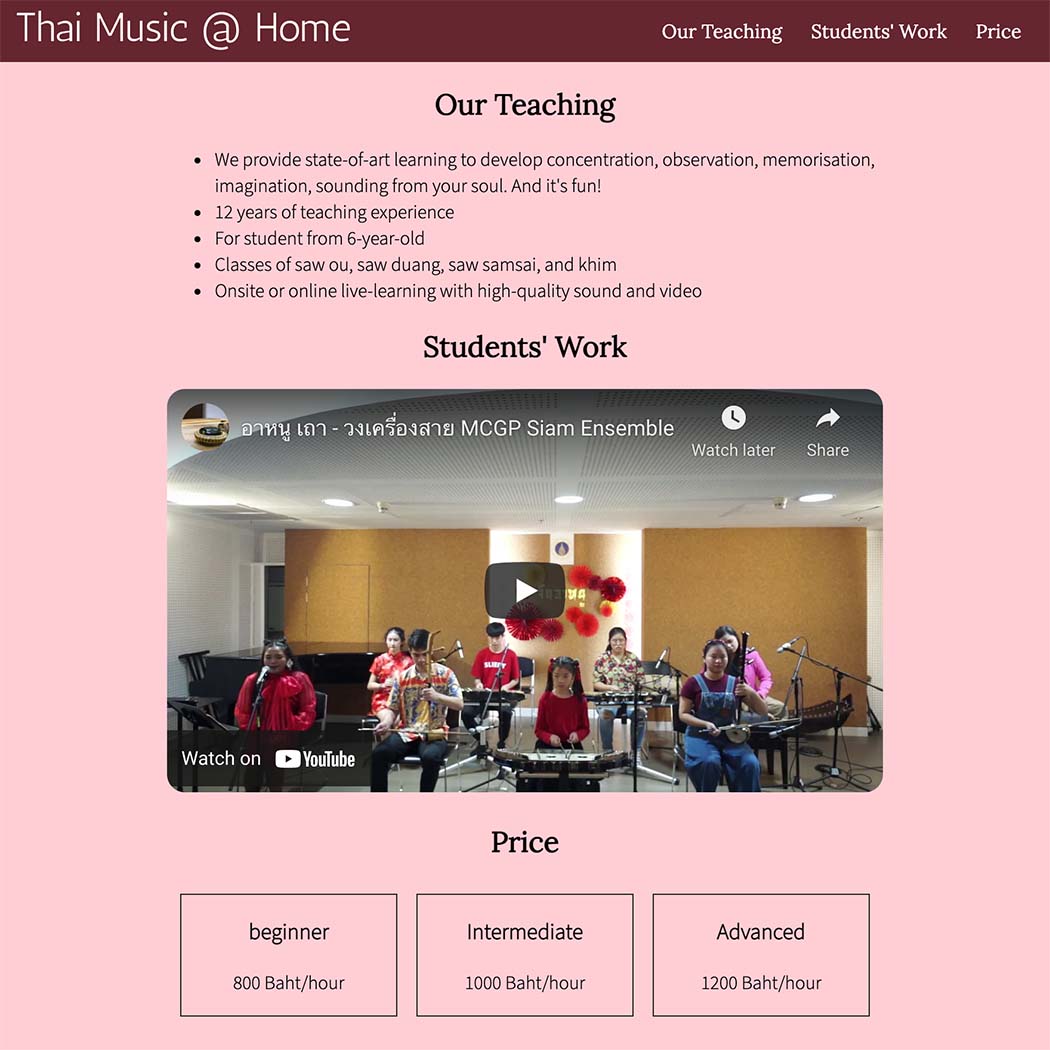 Thai Music @ Home
Our Teaching Students' Work Price
Our Teaching
We provide state-of-art learning to develop concentration, observation, memorisation,
imagination, sounding from your soul. And it's fun!
12 years of teaching experience
For student from 6-year-old
Classes of saw ou, saw duang, saw samsai, and khim
Onsite or online live-learning with high-quality sound and video
Students' Work
อาหนู เถา - วงเครื่องสาย MCGP Siam Ensemble
Watch later Share
Watch on YouTube
Price
beginner
800 Baht/hour
Intermediate
1000 Baht/hour
Advanced
1200 Baht/hour